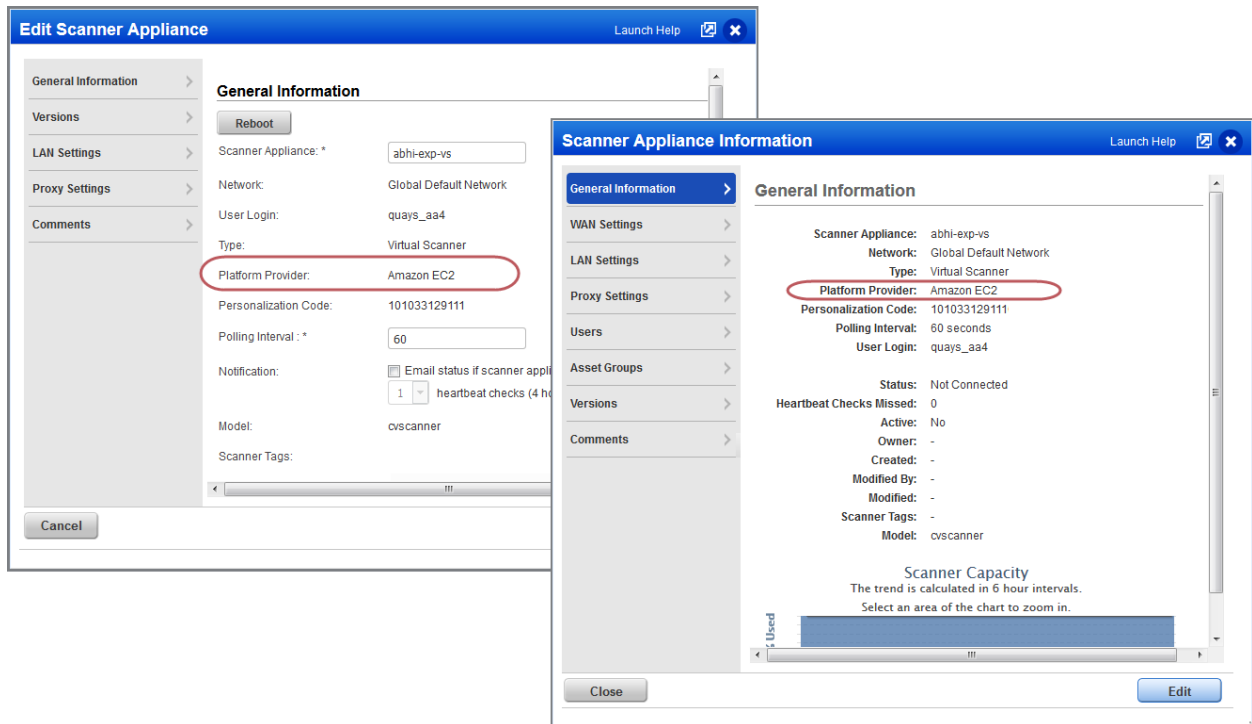 Edit Scanner Appliance
Launch Help
General Information
Versions
LAN Settings
Proxy Settings
Comments
General Information
Reboot
Scanner Appliance: * abhi-exp-vs
Network: Global Default Network
User Login: quays_aa4
Type: Virtual Scanner
Platform Provider: Amazon EC2
Personalization Code: 101033129111
Polling Interval : * 60
Notification: Email status if scanner appli
1 heartbeat checks (4 ho
Model: cvscanner
Scanner Tags:
Cancel
Scanner Appliance Information
Launch Help
General Information
WAN Settings
LAN Settings
Proxy Settings
Users
Asset Groups
Versions
Comments
General Information
Scanner Appliance: abhi-exp-vs
Network: Global Default Network
Type: Virtual Scanner
Platform Provider: Amazon EC2
Personalization Code: 101033129111
Polling Interval: 60 seconds
User Login: quays_aa4
Status: Not Connected
Heartbeat Checks Missed: 0
Active: No
Owner: -
Created: -
Modified By: -
Modified: -
Scanner Tags: -
Model: cvscanner
Scanner Capacity
The trend is calculated in 6 hour intervals.
Select an area of the chart to zoom in.
Used
Close
Edit